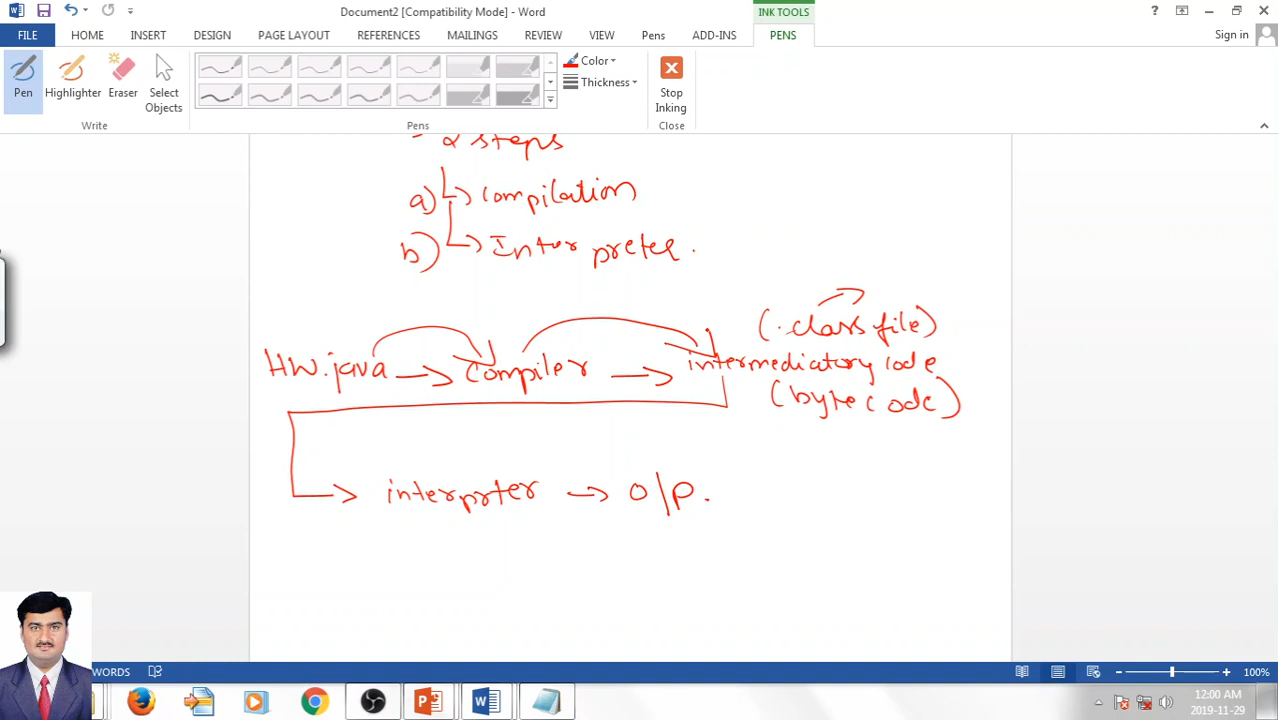 Document2 [Compatibility Mode] - Word
INK TOOLS
?
FILE HOME INSERT DESIGN PAGE LAYOUT REFERENCES MAILINGS REVIEW VIEW Pens ADD-INS PENS Sign in
Pen Highlighter Eraser Select Objects
Color
Thickness
Stop Inking
Write Pens Close
2 steps
a) Compilation
b) Interpreter.
(.class file)
HW.java → Compiler → intermediatory code
(byte code)
interprter → O/P.
WORDS 100%
12:00 AM
2019-11-29